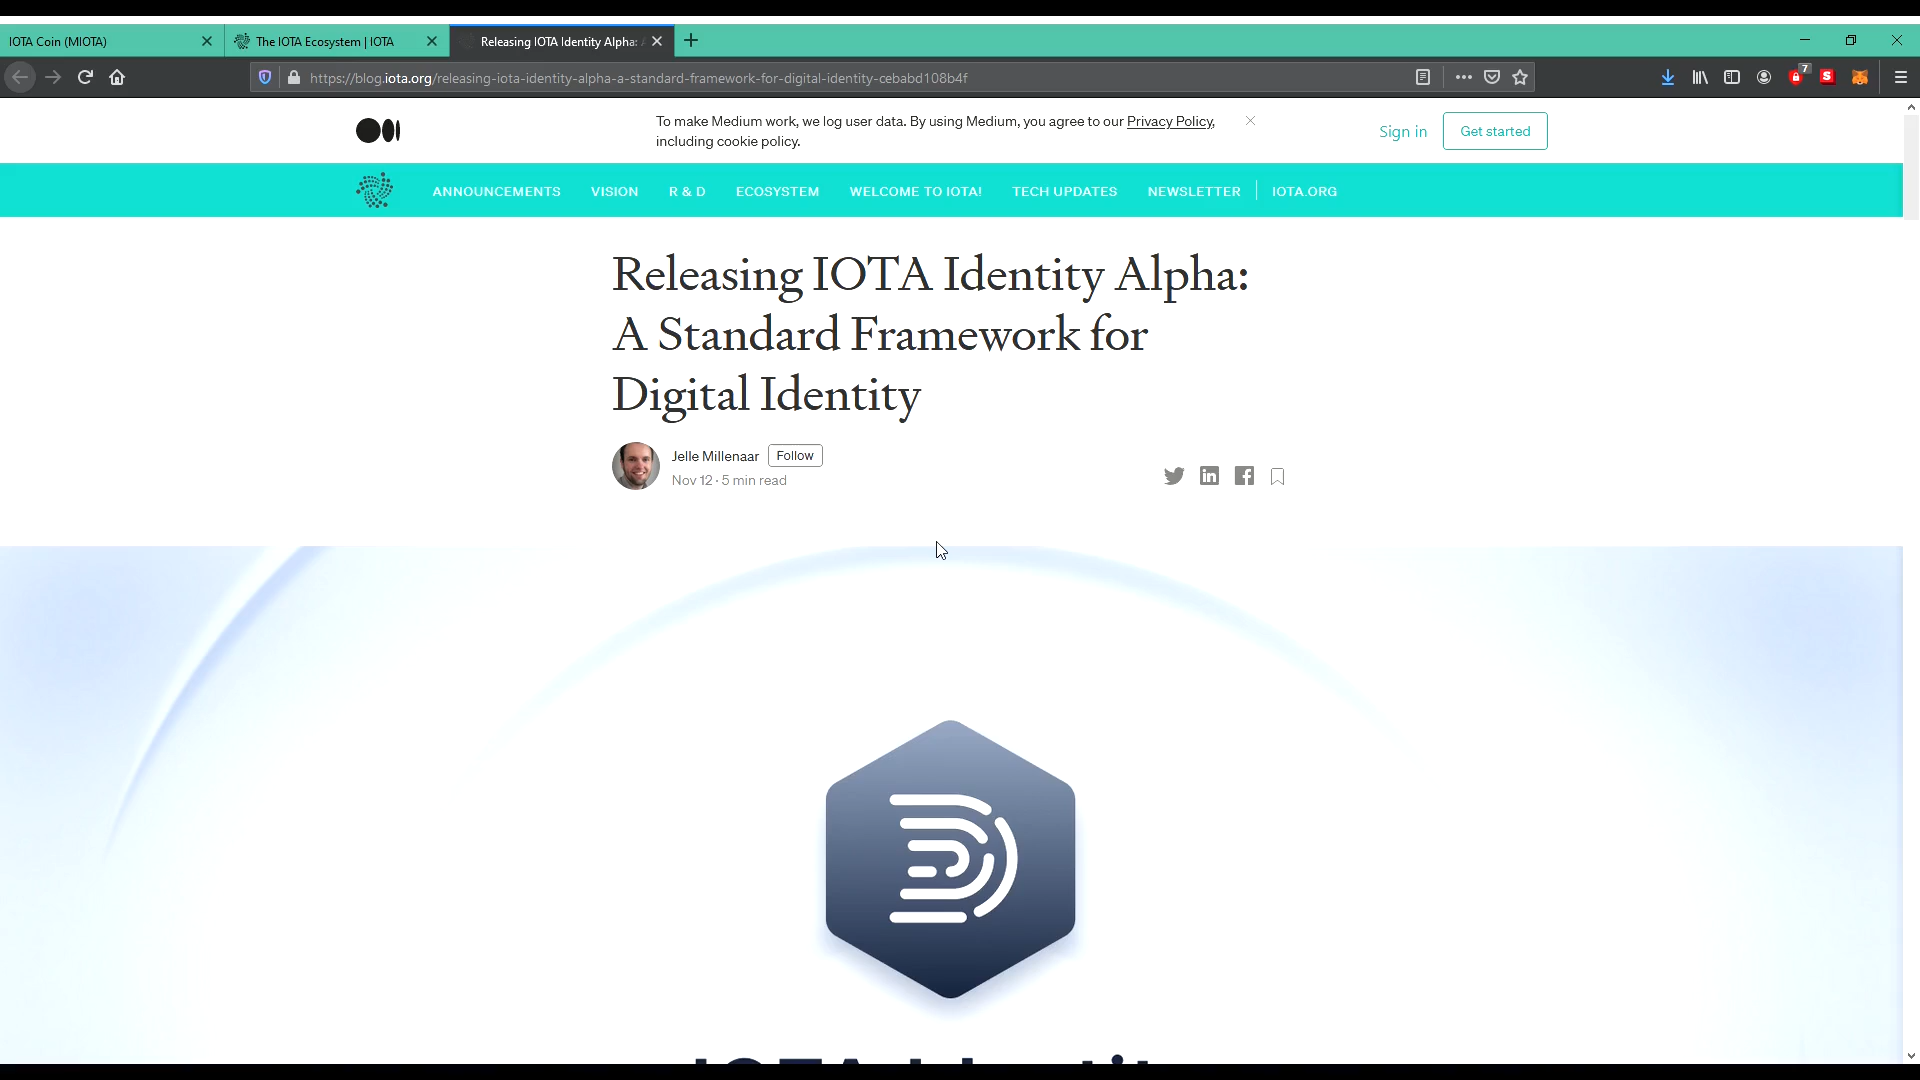 IOTA Coin (MIOTA)
The IOTA Ecosystem | IOTA
Releasing IOTA Identity Alpha:
https://blog.iota.org/releasing-iota-identity-alpha-a-standard-framework-for-digital-identity-cebabd108b4f
7
S
To make Medium work, we log user data. By using Medium, you agree to our Privacy Policy,
including cookie policy.
Sign in
Get started
ANNOUNCEMENTS VISION R & D ECOSYSTEM WELCOME TO IOTA! TECH UPDATES NEWSLETTER IOTA.ORG
Releasing IOTA Identity Alpha:
A Standard Framework for
Digital Identity
Jelle Millenaar Follow
Nov 12 · 5 min read